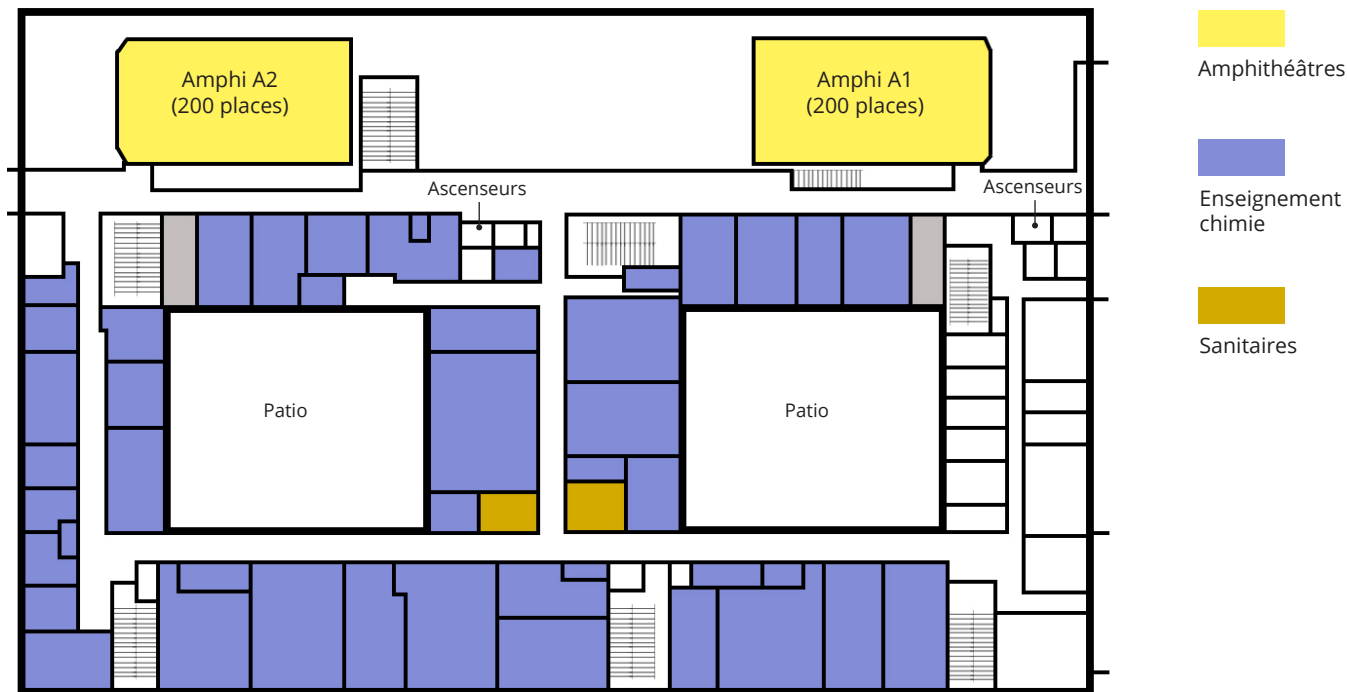 Amphi A2
(200 places)
Amphi A1
(200 places)
Ascenseurs
Ascenseurs
Patio
Patio
Amphithéâtres
Enseignement
chimie
Sanitaires